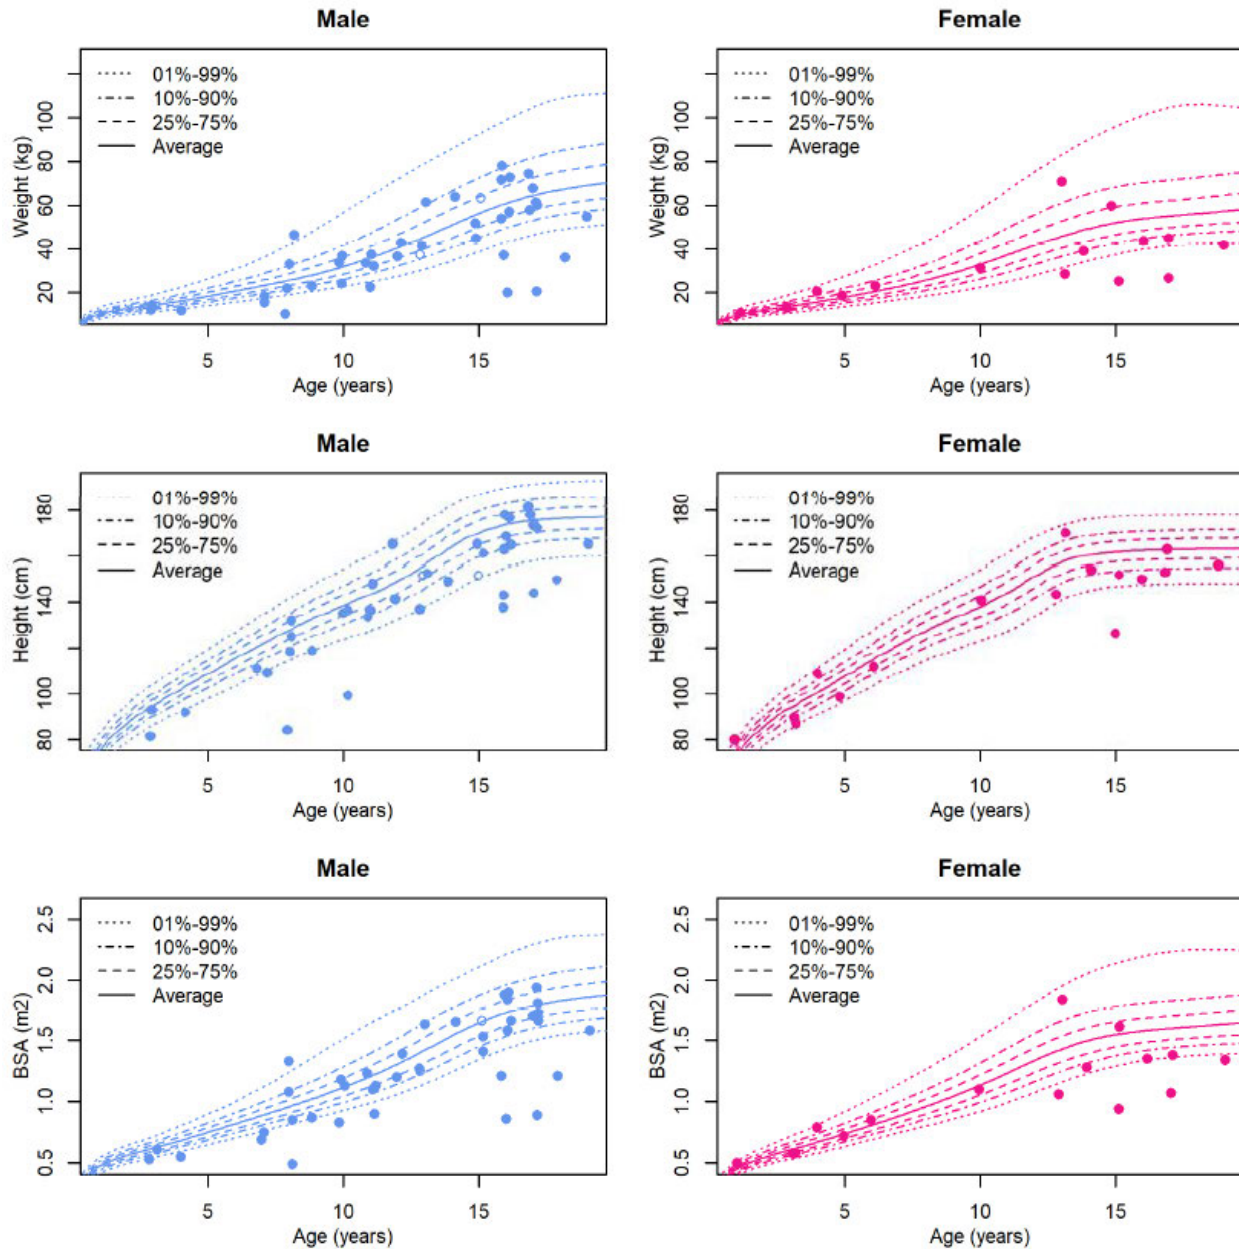 Male
Female
01%-99%
10%-90%
25%-75%
Average
Weight (kg)
20
40
60
80
100
5
10
15
Age (years)
01%-99%
10%-90%
25%-75%
Average
Weight (kg)
20
40
60
80
100
5
10
15
Age (years)
Male
Female
01%-99%
10%-90%
25%-75%
Average
Height (cm)
80
100
140
180
5
10
15
Age (years)
01%-99%
10%-90%
25%-75%
Average
Height (cm)
80
100
140
180
5
10
15
Age (years)
Male
Female
01%-99%
10%-90%
25%-75%
Average
BSA (m2)
0.5
1.0
1.5
2.0
2.5
5
10
15
Age (years)
01%-99%
10%-90%
25%-75%
Average
BSA (m2)
0.5
1.0
1.5
2.0
2.5
5
10
15
Age (years)